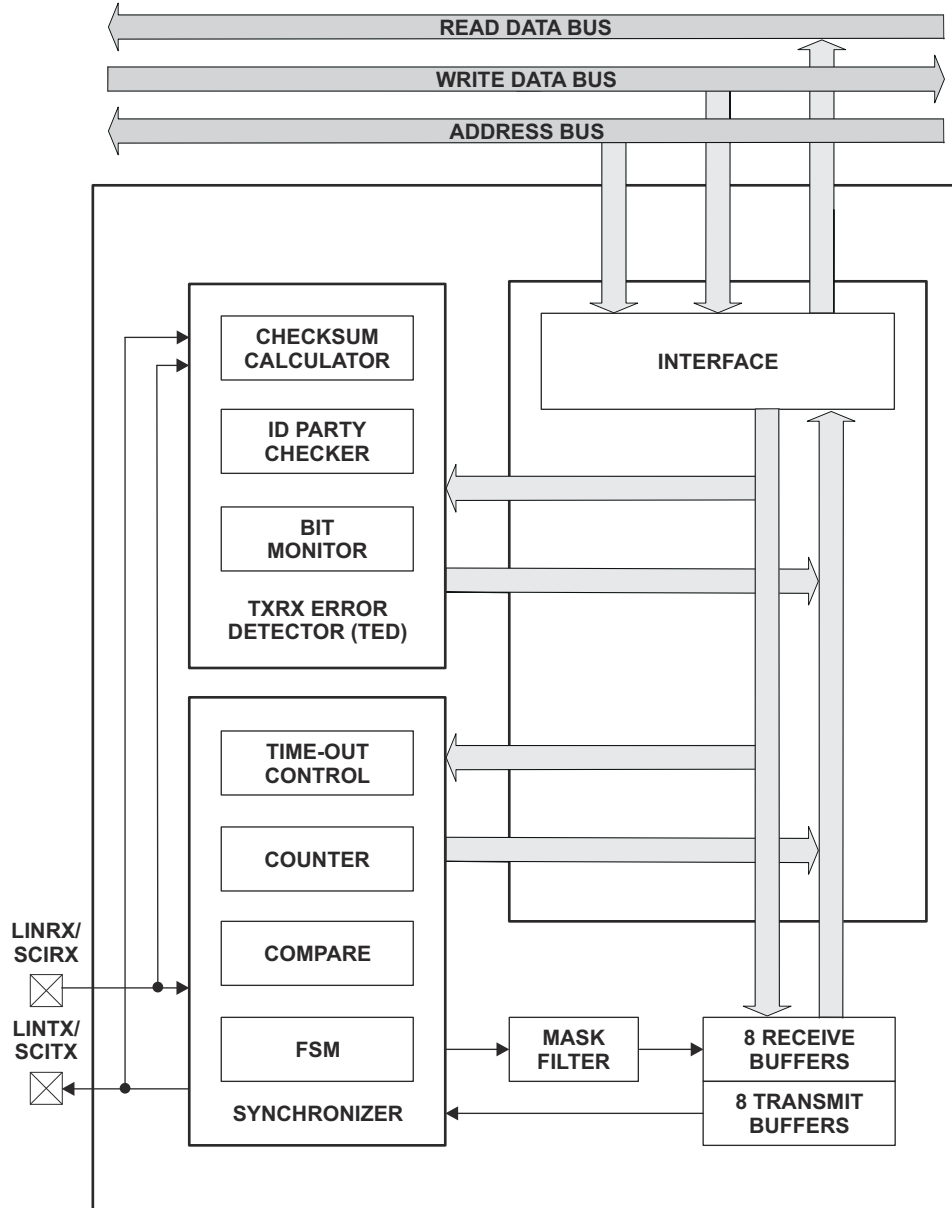 READ DATA BUS
WRITE DATA BUS
ADDRESS BUS
CHECKSUM
CALCULATOR
INTERFACE
ID PARTY
CHECKER
BIT
MONITOR
TXRX ERROR
DETECTOR (TED)
TIME-OUT
CONTROL
COUNTER
COMPARE
LINRX/
SCIRX
LINTX/
SCITX
FSM
SYNCHRONIZER
MASK
FILTER
8 RECEIVE
BUFFERS
8 TRANSMIT
BUFFERS